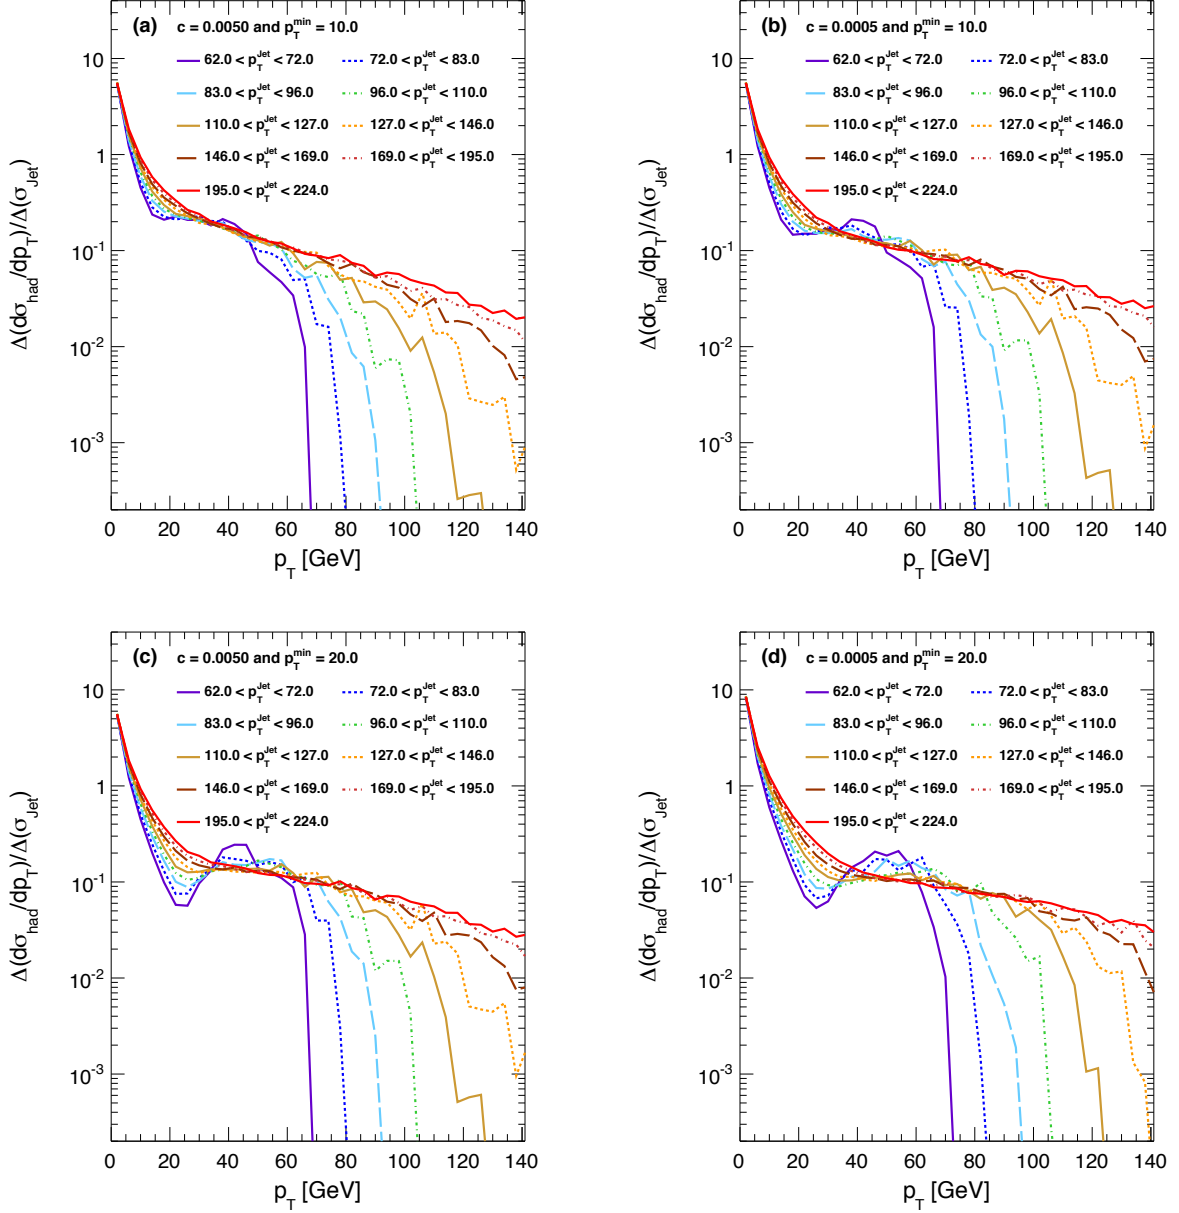 (a) c = 0.0050 and p_T^min = 10.0
62.0 < p_T^Jet < 72.0 72.0 < p_T^Jet < 83.0
83.0 < p_T^Jet < 96.0 96.0 < p_T^Jet < 110.0
110.0 < p_T^Jet < 127.0 127.0 < p_T^Jet < 146.0
146.0 < p_T^Jet < 169.0 169.0 < p_T^Jet < 195.0
195.0 < p_T^Jet < 224.0
10
1
10^-1
10^-2
10^-3
Δ(dσ_had/dp_T)/Δ(σ_Jet)
0 20 40 60 80 100 120 140
p_T [GeV]
(b) c = 0.0005 and p_T^min = 10.0
62.0 < p_T^Jet < 72.0 72.0 < p_T^Jet < 83.0
83.0 < p_T^Jet < 96.0 96.0 < p_T^Jet < 110.0
110.0 < p_T^Jet < 127.0 127.0 < p_T^Jet < 146.0
146.0 < p_T^Jet < 169.0 169.0 < p_T^Jet < 195.0
195.0 < p_T^Jet < 224.0
10
1
10^-1
10^-2
10^-3
Δ(dσ_had/dp_T)/Δ(σ_Jet)
0 20 40 60 80 100 120 140
p_T [GeV]
(c) c = 0.0050 and p_T^min = 20.0
62.0 < p_T^Jet < 72.0 72.0 < p_T^Jet < 83.0
83.0 < p_T^Jet < 96.0 96.0 < p_T^Jet < 110.0
110.0 < p_T^Jet < 127.0 127.0 < p_T^Jet < 146.0
146.0 < p_T^Jet < 169.0 169.0 < p_T^Jet < 195.0
195.0 < p_T^Jet < 224.0
10
1
10^-1
10^-2
10^-3
Δ(dσ_had/dp_T)/Δ(σ_Jet)
0 20 40 60 80 100 120 140
p_T [GeV]
(d) c = 0.0005 and p_T^min = 20.0
62.0 < p_T^Jet < 72.0 72.0 < p_T^Jet < 83.0
83.0 < p_T^Jet < 96.0 96.0 < p_T^Jet < 110.0
110.0 < p_T^Jet < 127.0 127.0 < p_T^Jet < 146.0
146.0 < p_T^Jet < 169.0 169.0 < p_T^Jet < 195.0
195.0 < p_T^Jet < 224.0
10
1
10^-1
10^-2
10^-3
Δ(dσ_had/dp_T)/Δ(σ_Jet)
0 20 40 60 80 100 120 140
p_T [GeV]